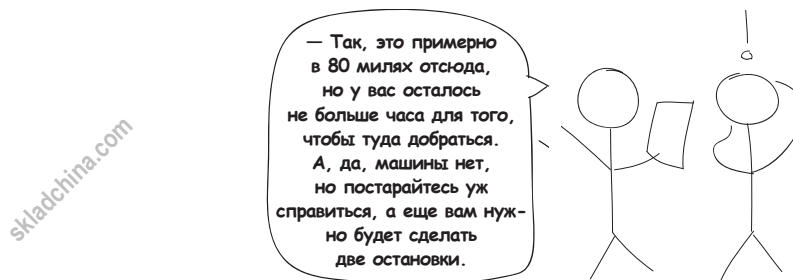 — Так, это примерно
в 80 милях отсюда,
но у вас осталось
не больше часа для того,
чтобы туда добраться.
А, да, машины нет,
но постарайтесь уж
справиться, а еще вам нуж-
но будет сделать
две остановки.
skladchina.com